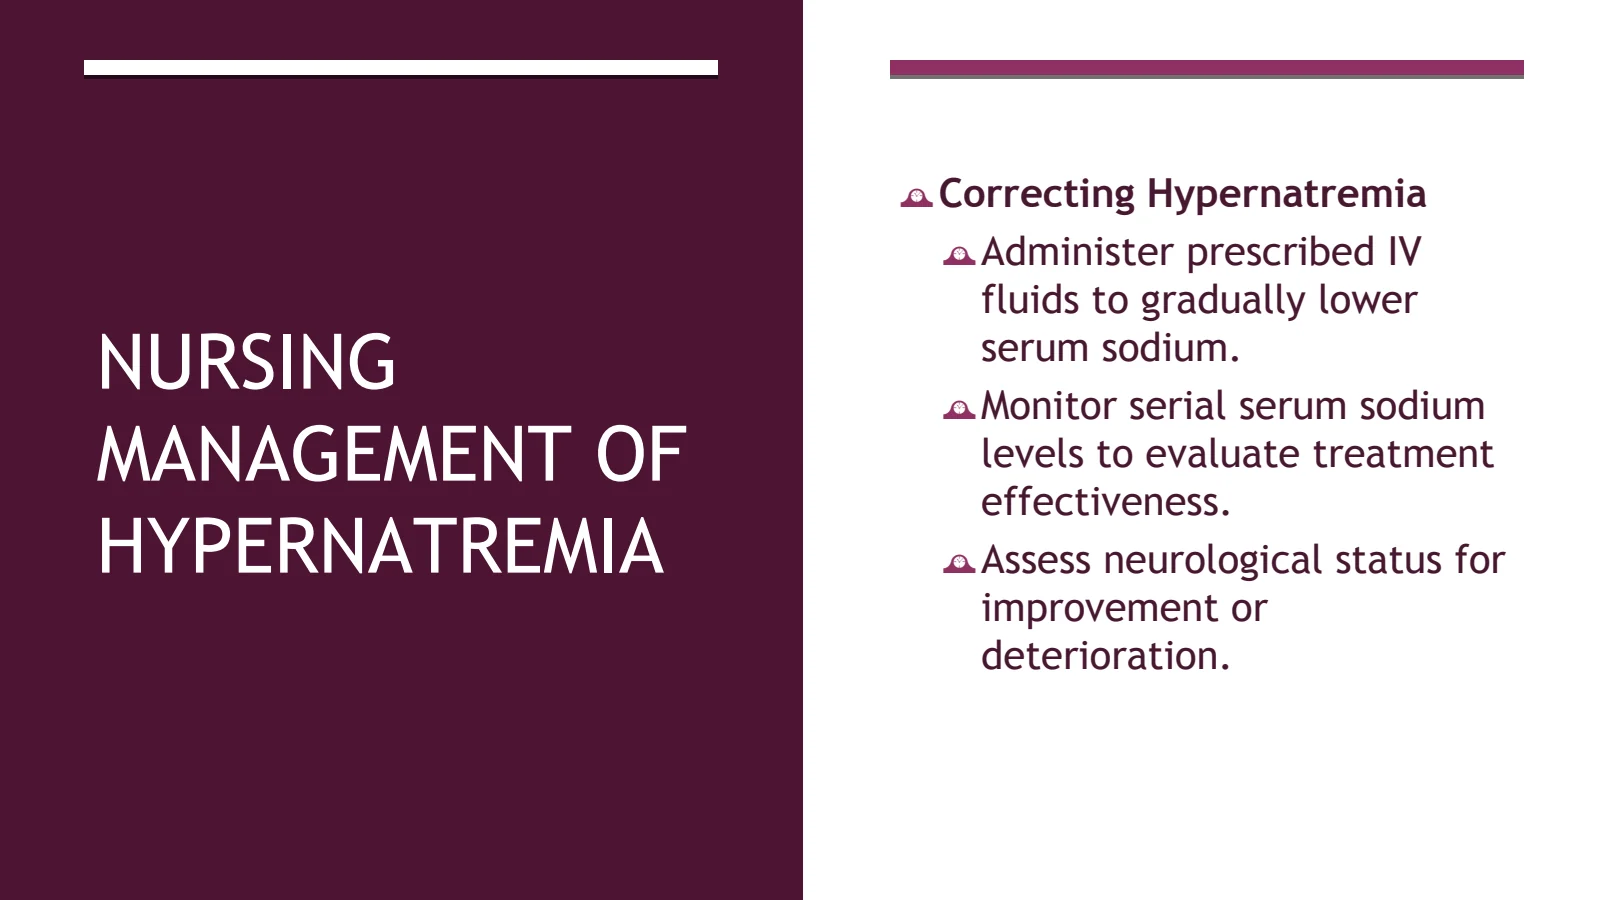 NURSING
MANAGEMENT OF
HYPERNATREMIA
Correcting Hypernatremia
Administer prescribed IV
fluids to gradually lower
serum sodium.
Monitor serial serum sodium
levels to evaluate treatment
effectiveness.
Assess neurological status for
improvement or
deterioration.